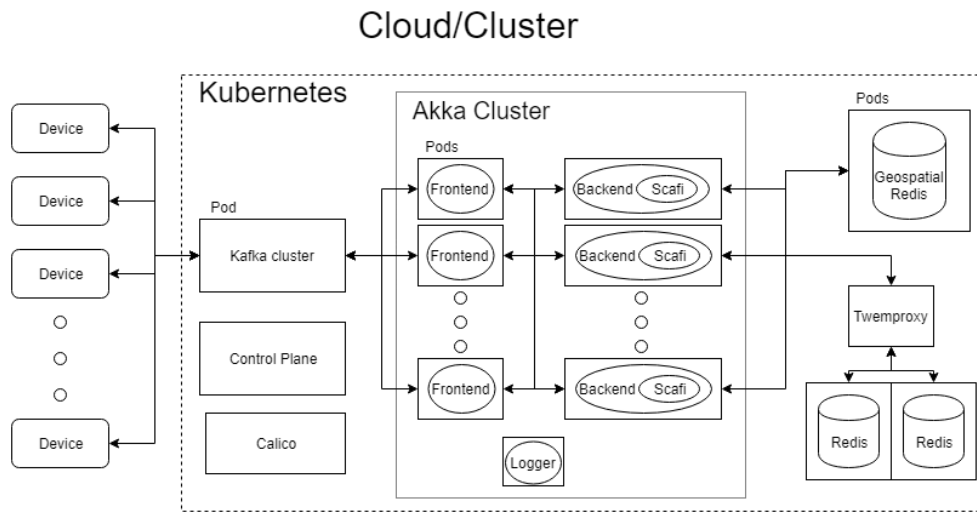 Cloud/Cluster
Kubernetes
Akka Cluster
Pods
Pods
Pod
Device
Device
Device
Device
Kafka cluster
Control Plane
Calico
Frontend
Backend Scafi
Frontend
Backend Scafi
Frontend
Backend Scafi
Logger
Geospatial
Redis
Twemproxy
Redis
Redis